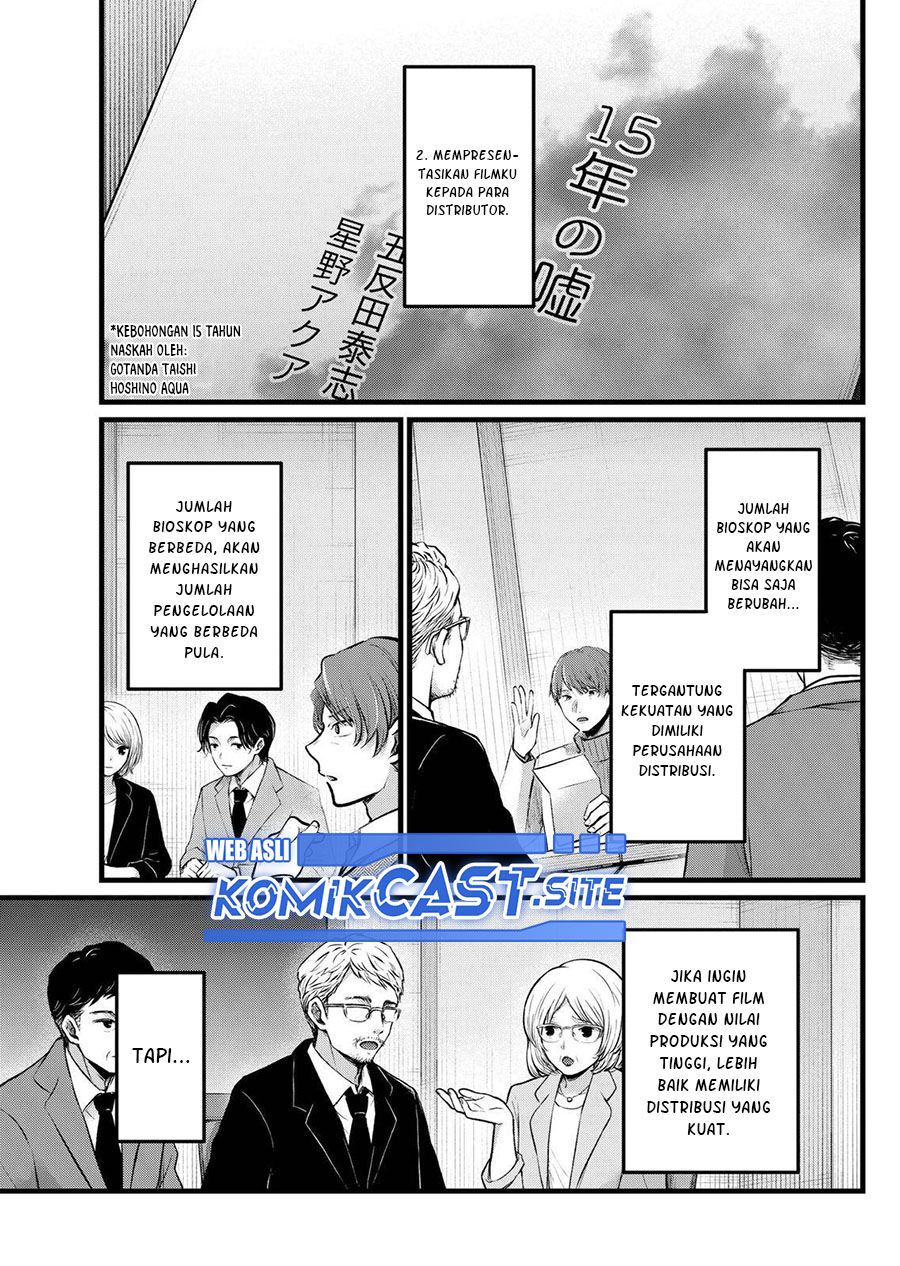 2. MEMPRESEN-
TASIKAN FILMKU
KEPADA PARA
DISTRIBUTOR.
15年の嘘
五反田泰志
星野アクア
*KEBOHONGAN 15 TAHUN
NASKAH OLEH:
GOTANDA TAISHI
HOSHINO AQUA
JUMLAH
BIOSKOP YANG
AKAN
MENAYANGKAN
BISA SAJA
BERUBAH...
TERGANTUNG
KEKUATAN YANG
DIMILIKI
PERUSAHAAN
DISTRIBUSI.
JUMLAH
BIOSKOP YANG
BERBEDA, AKAN
MENGHASILKAN
JUMLAH
PENGELOLAAN
YANG BERBEDA
PULA.
WEB ASLI
KOMIKCAST.SITE
JIKA INGIN
MEMBUAT FILM
DENGAN NILAI
PRODUKSI YANG
TINGGI, LEBIH
BAIK MEMILIKI
DISTRIBUSI YANG
KUAT.
TAPI...